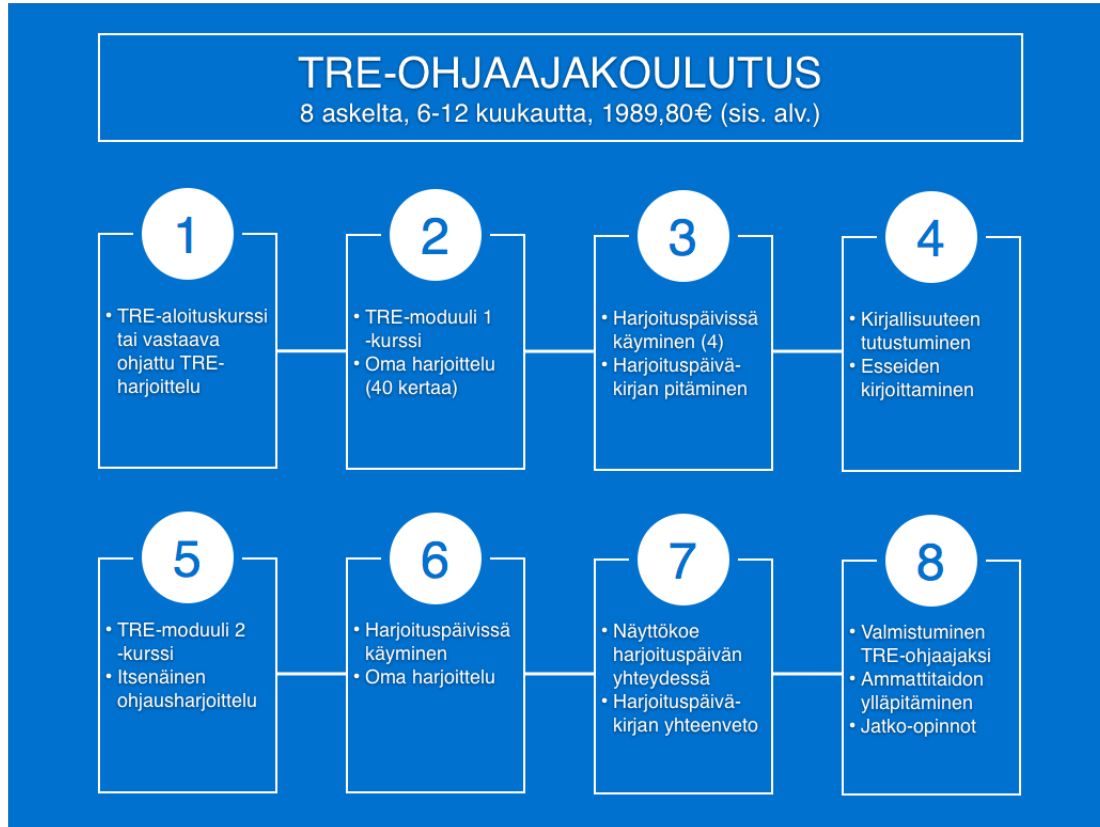 TRE-OHJAAJAKOULUTUS
8 askelta, 6-12 kuukautta, 1989,80€ (sis. alv.)
1
• TRE-aloituskurssi
tai vastaava
ohjattu TRE-
harjoittelu
2
• TRE-moduuli 1
-kurssi
• Oma harjoittelu
(40 kertaa)
3
• Harjoituspäivissä
käyminen (4)
• Harjoituspäivä-
kirjan pitäminen
4
• Kirjallisuuteen
tutustuminen
• Esseiden
kirjoittaminen
5
• TRE-moduuli 2
-kurssi
• Itsenäinen
ohjausharjoittelu
6
• Harjoituspäivissä
käyminen
• Oma harjoittelu
7
• Näyttökoe
harjoituspäivän
yhteydessä
• Harjoituspäivä-
kirjan yhteenveto
8
• Valmistuminen
TRE-ohjaajaksi
• Ammattitaidon
ylläpitäminen
• Jatko-opinnot